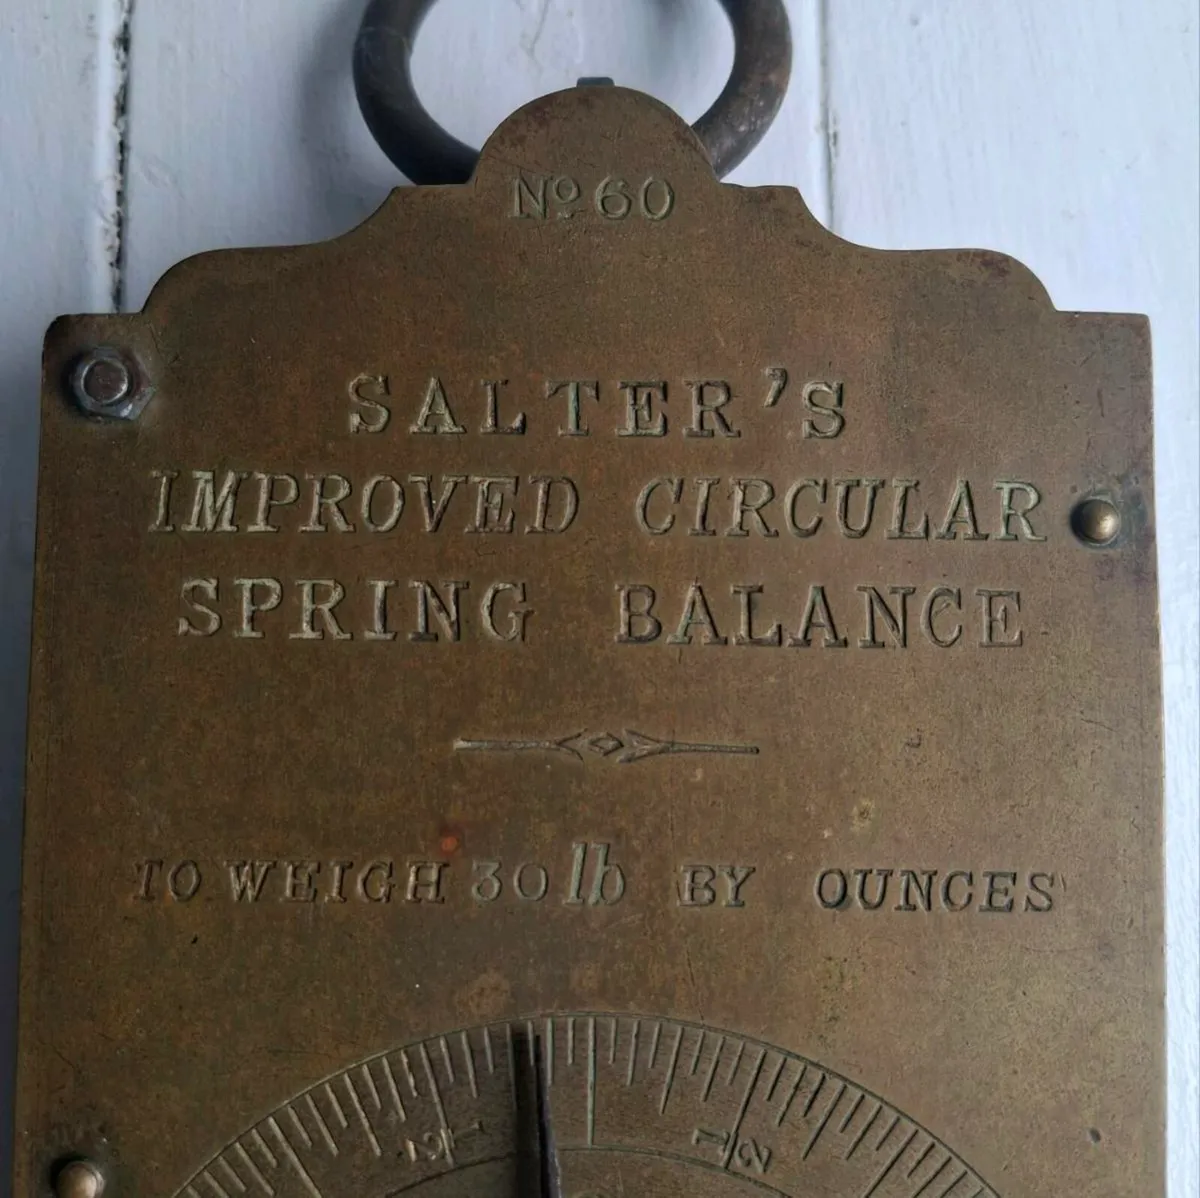 No 60
SALTER'S
IMPROVED CIRCULAR
SPRING BALANCE
TO WEIGH 30 lb BY OUNCES